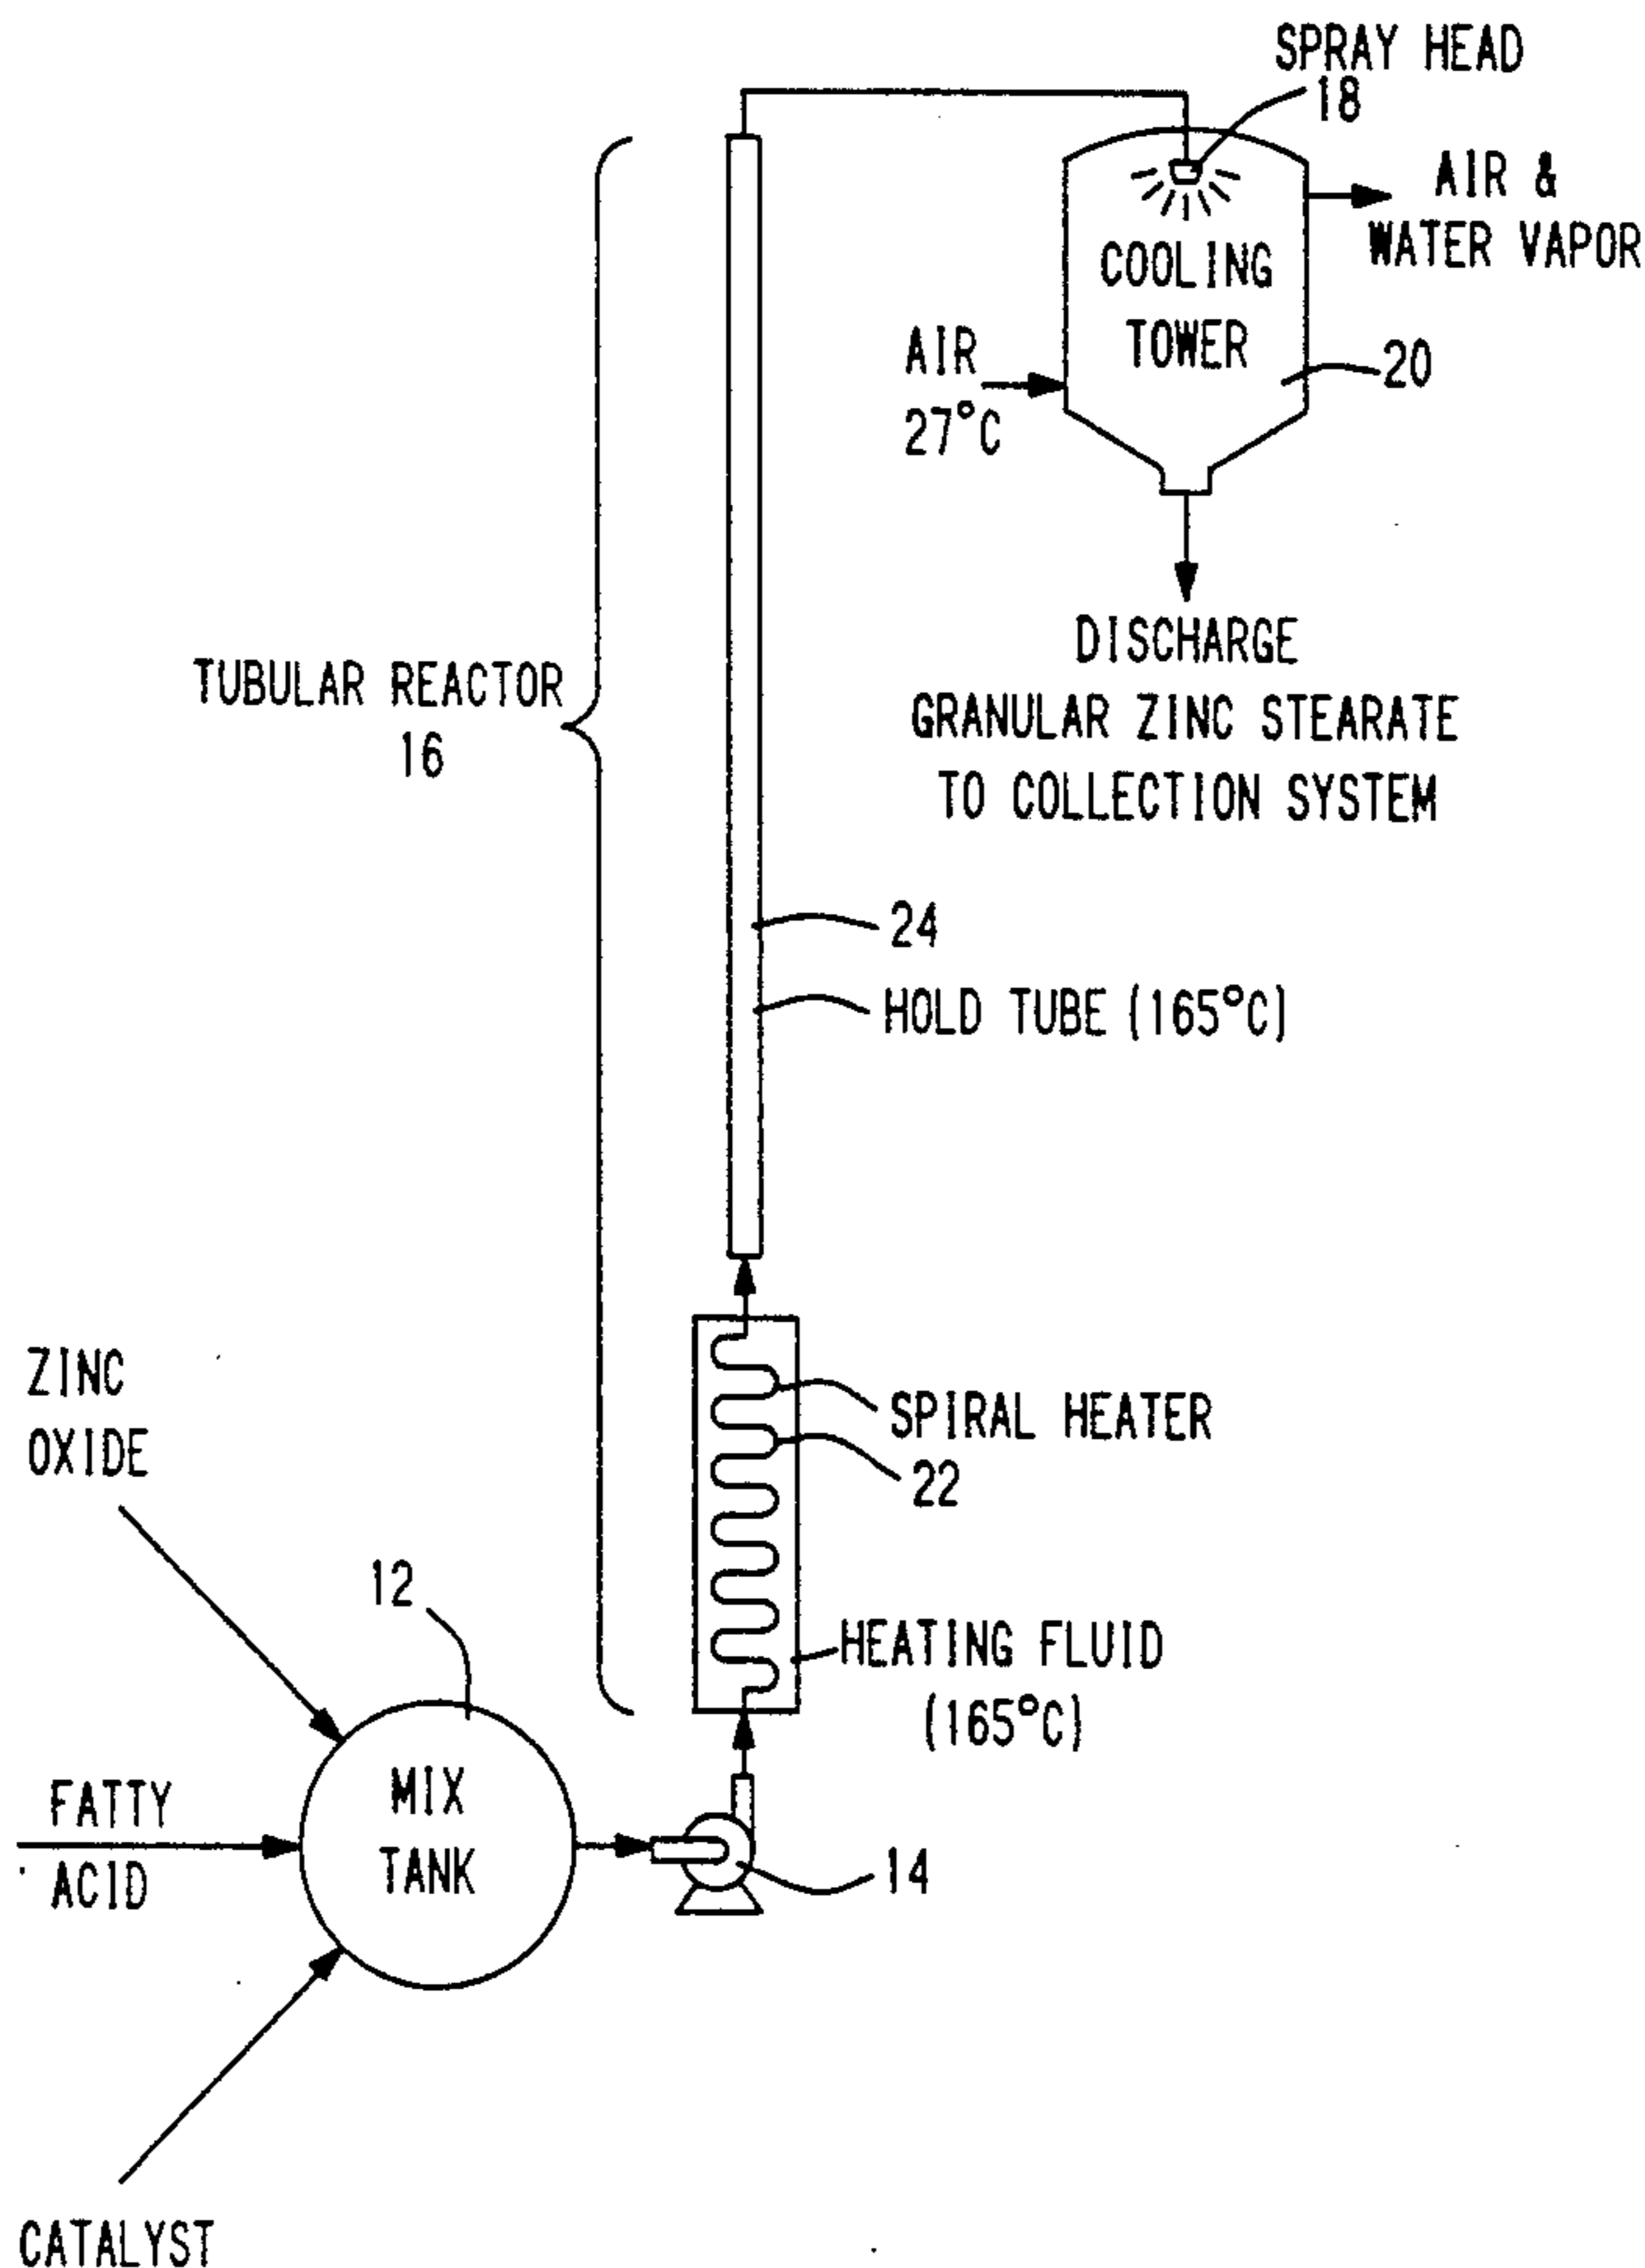 SPRAY HEAD
18
AIR &
WATER VAPOR
COOLING
TOWER
AIR
27°C
20
DISCHARGE
GRANULAR ZINC STEARATE
TO COLLECTION SYSTEM
TUBULAR REACTOR
16
24
HOLD TUBE (165°C)
SPIRAL HEATER
22
HEATING FLUID
(165°C)
ZINC
OXIDE
12
MIX
TANK
FATTY
ACID
14
CATALYST